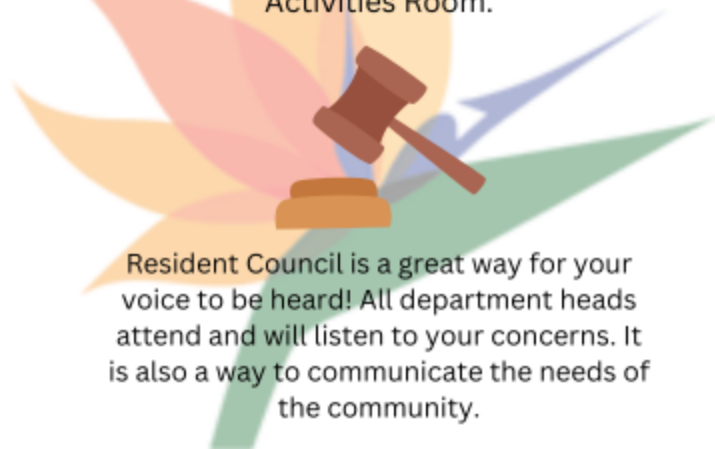 Activities Room.
Resident Council is a great way for your
voice to be heard! All department heads
attend and will listen to your concerns. It
is also a way to communicate the needs of
the community.